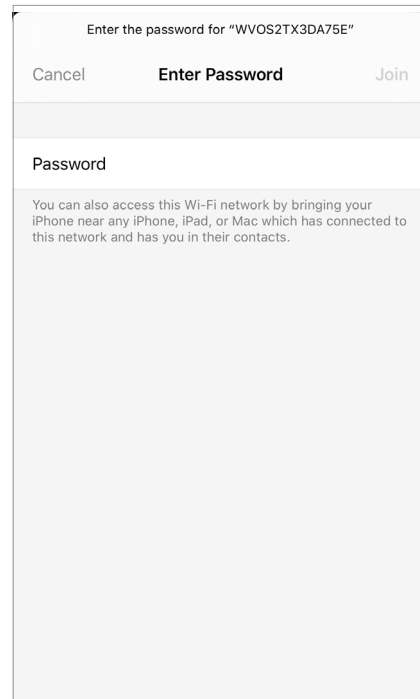 Enter the password for “WVOS2TX3DA75E”
Cancel Enter Password Join
Password
You can also access this Wi-Fi network by bringing your
iPhone near any iPhone, iPad, or Mac which has connected to
this network and has you in their contacts.